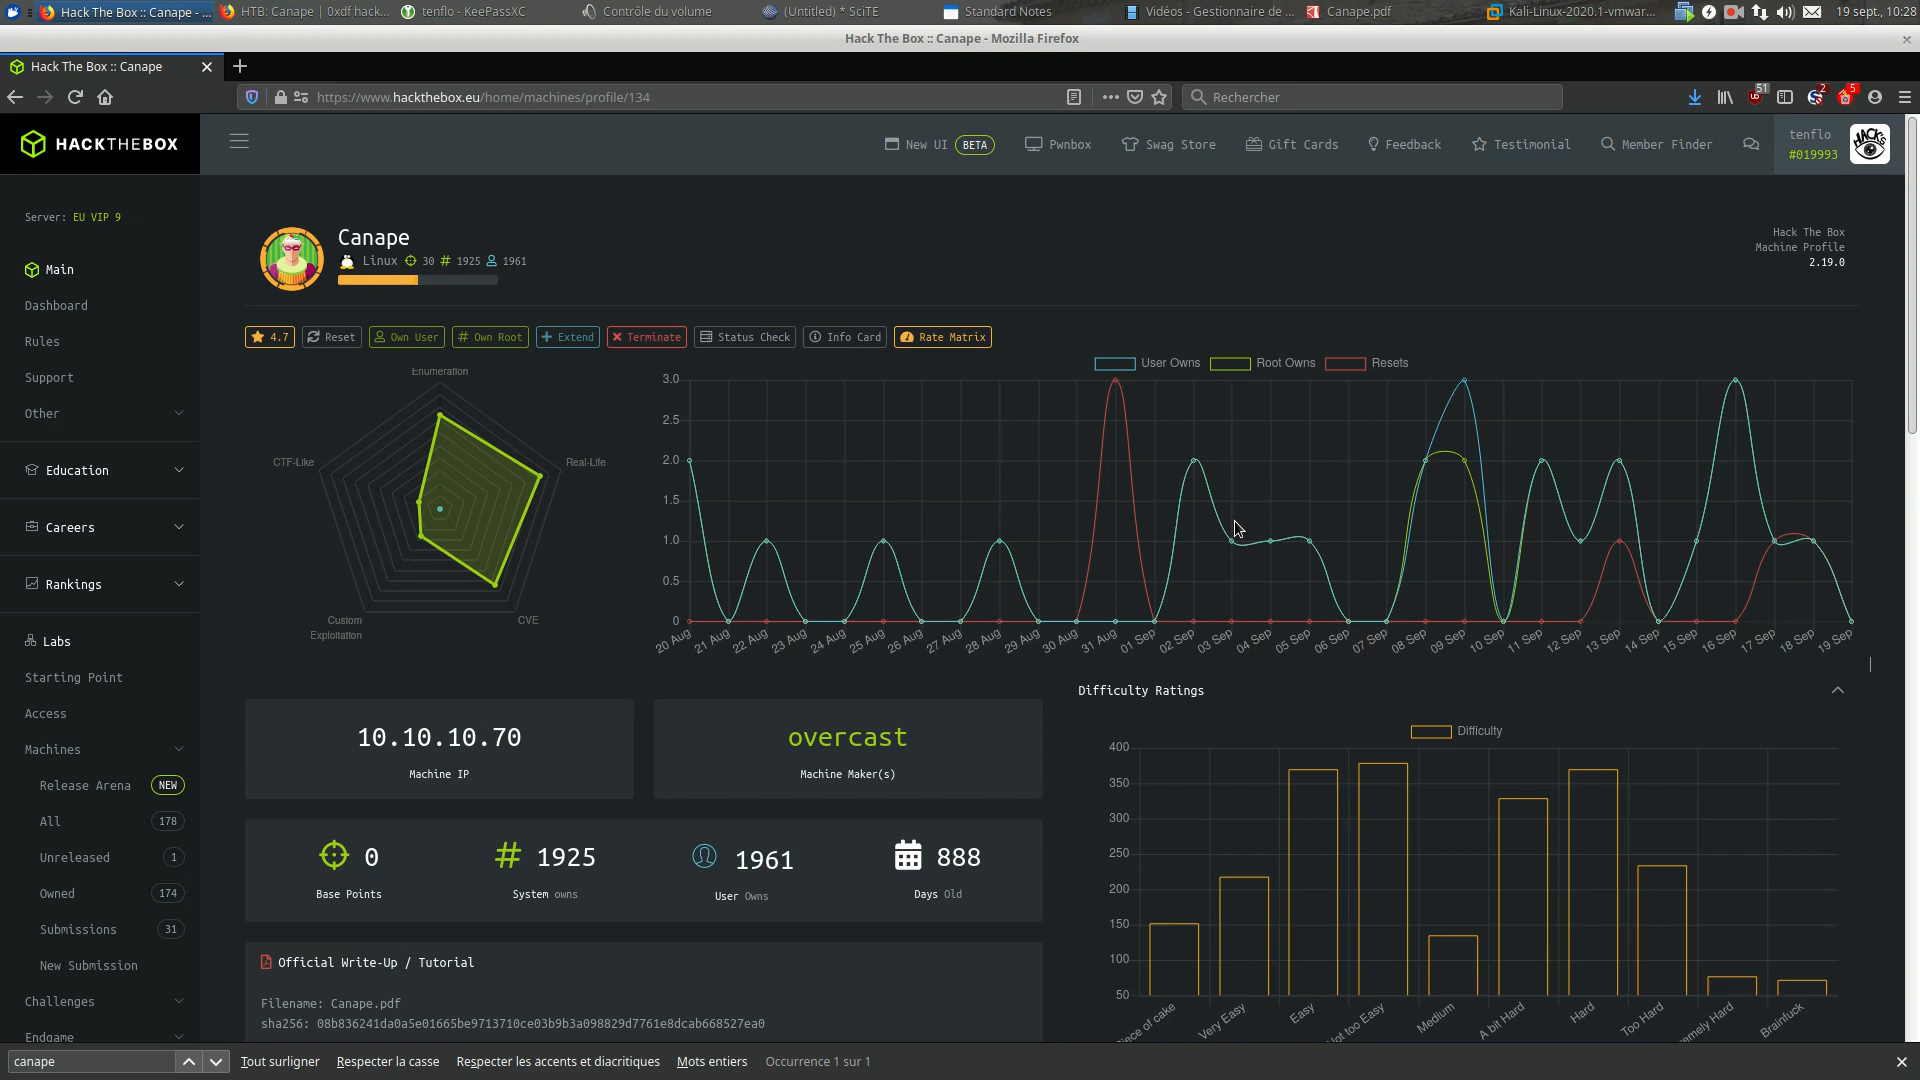 Hack The Box :: Canape - ...
HTB: Canape | 0xdf hack...
tenflo - KeePassXC
Contrôle du volume
(Untitled) * SciTE
Standard Notes
Vidéos - Gestionnaire de ...
Canape.pdf
Kali-Linux-2020.1-vmwar...
19 sept., 10:28
Hack The Box :: Canape - Mozilla Firefox
Hack The Box :: Canape
https://www.hackthebox.eu/home/machines/profile/134
Rechercher
51
2
5
HACKTHEBOX
New UI BETA
Pwnbox
Swag Store
Gift Cards
Feedback
Testimonial
Member Finder
tenflo
#019993
Server: EU VIP 9
Main
Dashboard
Rules
Support
Other
Education
Careers
Rankings
Labs
Starting Point
Access
Machines
Release Arena NEW
All 178
Unreleased 1
Owned 174
Submissions 31
New Submission
Challenges
Endgame
Canape
Linux 30 1925 1961
Hack The Box
Machine Profile
2.19.0
4.7
Reset
Own User
Own Root
Extend
Terminate
Status Check
Info Card
Rate Matrix
Enumeration
Real-Life
CVE
Custom
Exploitation
CTF-Like
User Owns
Root Owns
Resets
3.0
2.5
2.0
1.5
1.0
0.5
0
20 Aug
21 Aug
22 Aug
23 Aug
24 Aug
25 Aug
26 Aug
27 Aug
28 Aug
29 Aug
30 Aug
31 Aug
01 Sep
02 Sep
03 Sep
04 Sep
05 Sep
06 Sep
07 Sep
08 Sep
09 Sep
10 Sep
11 Sep
12 Sep
13 Sep
14 Sep
15 Sep
16 Sep
17 Sep
18 Sep
19 Sep
10.10.10.70
Machine IP
overcast
Machine Maker(s)
0
Base Points
1925
System owns
1961
User Owns
888
Days Old
Official Write-Up / Tutorial
Filename: Canape.pdf
sha256: 08b836241da0a5e01665be9713710ce03b9b3a098829d7761e8dcab668527ea0
Difficulty Ratings
Difficulty
400
350
300
250
200
150
100
50
iece of cake
Very Easy
Easy
Not too Easy
Medium
A bit Hard
Hard
Too Hard
emely Hard
Brainfuck
canape
Tout surligner
Respecter la casse
Respecter les accents et diacritiques
Mots entiers
Occurrence 1 sur 1